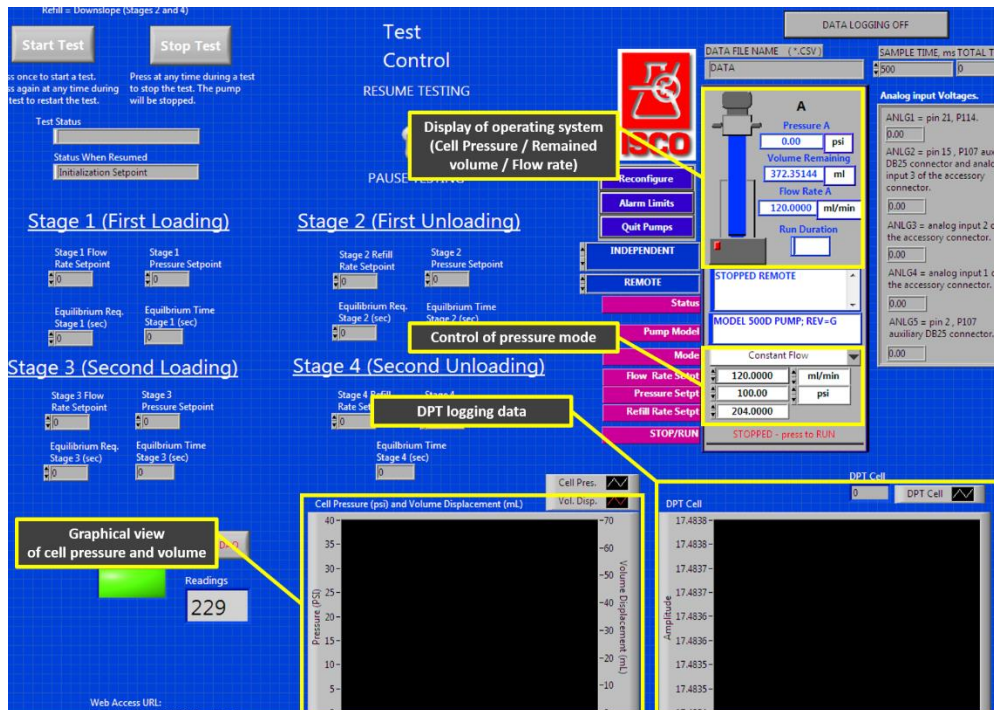 Refill = Downslope (Stages 2 and 4)
Start Test
Stop Test
ss once to start a test.
ss again at any time during
test to restart the test.
Press at any time during a test
to stop the test. The pump
will be stopped.
Test Status
Status When Resumed
Initialization Setpoint
Test
Control
RESUME TESTING
PAUSE TESTING
DATA LOGGING OFF
DATA FILE NAME (*.CSV)
DATA
SAMPLE TIME, ms
500
TOTAL T
0
ISCO
Display of operating system
(Cell Pressure / Remained
volume / Flow rate)
A
Pressure A
0.00 psi
Volume Remaining
372.35144 ml
Flow Rate A
120.0000 ml/min
Run Duration
Analog input Voltages.
ANLG1 = pin 21, P114.
0.00
ANLG2 = pin 15 , P107 aux
DB25 connector and analo
input 3 of the accessory
connector.
0.00
ANLG3 = analog input 2 o
the accessory connector.
0.00
ANLG4 = analog input 1 o
the accessory connector.
0.00
ANLG5 = pin 2 , P107
auxiliary DB25 connector.
0.00
Reconfigure
Alarm Limits
Quit Pumps
INDEPENDENT
REMOTE
Status
STOPPED REMOTE
Pump Model
MODEL 500D PUMP; REV=G
Control of pressure mode
Mode
Constant Flow
Flow Rate Setpt
120.0000 ml/min
Pressure Setpt
100.00 psi
Refill Rate Setpt
204.0000
STOP/RUN
STOPPED - press to RUN
Stage 1 (First Loading)
Stage 1 Flow
Rate Setpoint
0
Stage 1
Pressure Setpoint
0
Equilibrium Req.
Stage 1 (sec)
0
Equilbrium Time
Stage 1 (sec)
0
Stage 2 (First Unloading)
Stage 2 Refill
Rate Setpoint
0
Stage 2
Pressure Setpoint
0
Equilibrium Req.
Stage 2 (sec)
0
Equilbrium Time
Stage 2 (sec)
0
Stage 3 (Second Loading)
Stage 3 Flow
Rate Setpoint
0
Stage 3
Pressure Setpoint
0
Equilibrium Req.
Stage 3 (sec)
0
Equilbrium Time
Stage 3 (sec)
0
Stage 4 (Second Unloading)
Stage 4 Refill
Rate Se
0
Equilbrium Time
Stage 4 (sec)
0
DPT logging data
Graphical view
of cell pressure and volume
DAQ
Readings
229
Web Access URL:
Cell Pres.
Vol. Disp.
Cell Pressure (psi) and Volume Displacement (mL)
Pressure (PSI)
40
35
30
25
20
15
10
5
70
60
50
40
30
20
10
Volume Displacement (mL)
DPT Cell
0
DPT Cell
DPT Cell
Amplitude
17.4838
17.4838
17.4837
17.4837
17.4836
17.4836
17.4835
17.4835